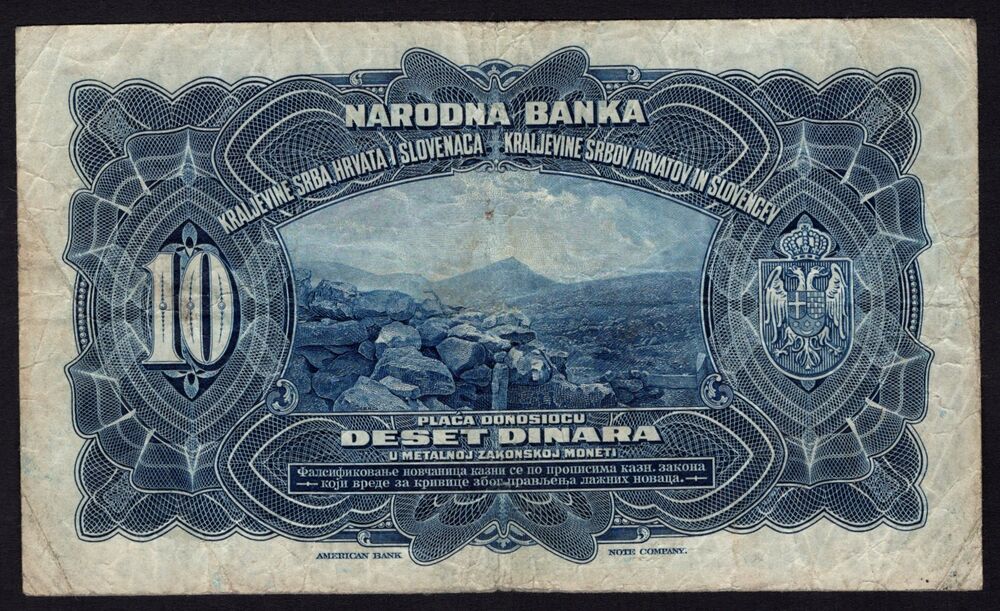 NARODNA BANKA
KRALJEVINE SRBA HRVATA I SLOVENACA KRALJEVINE SRBOV HRVATOV IN SLOVENCEV
10
PLAĆA DONOSIOCU
DESET DINARA
U METALNOJ ZAKONSKOJ MONETI
Фалсификовање новчаница казни се по прописима казн. закона
који вреде за кривице због прављења лажних новаца.
AMERICAN BANK NOTE COMPANY.